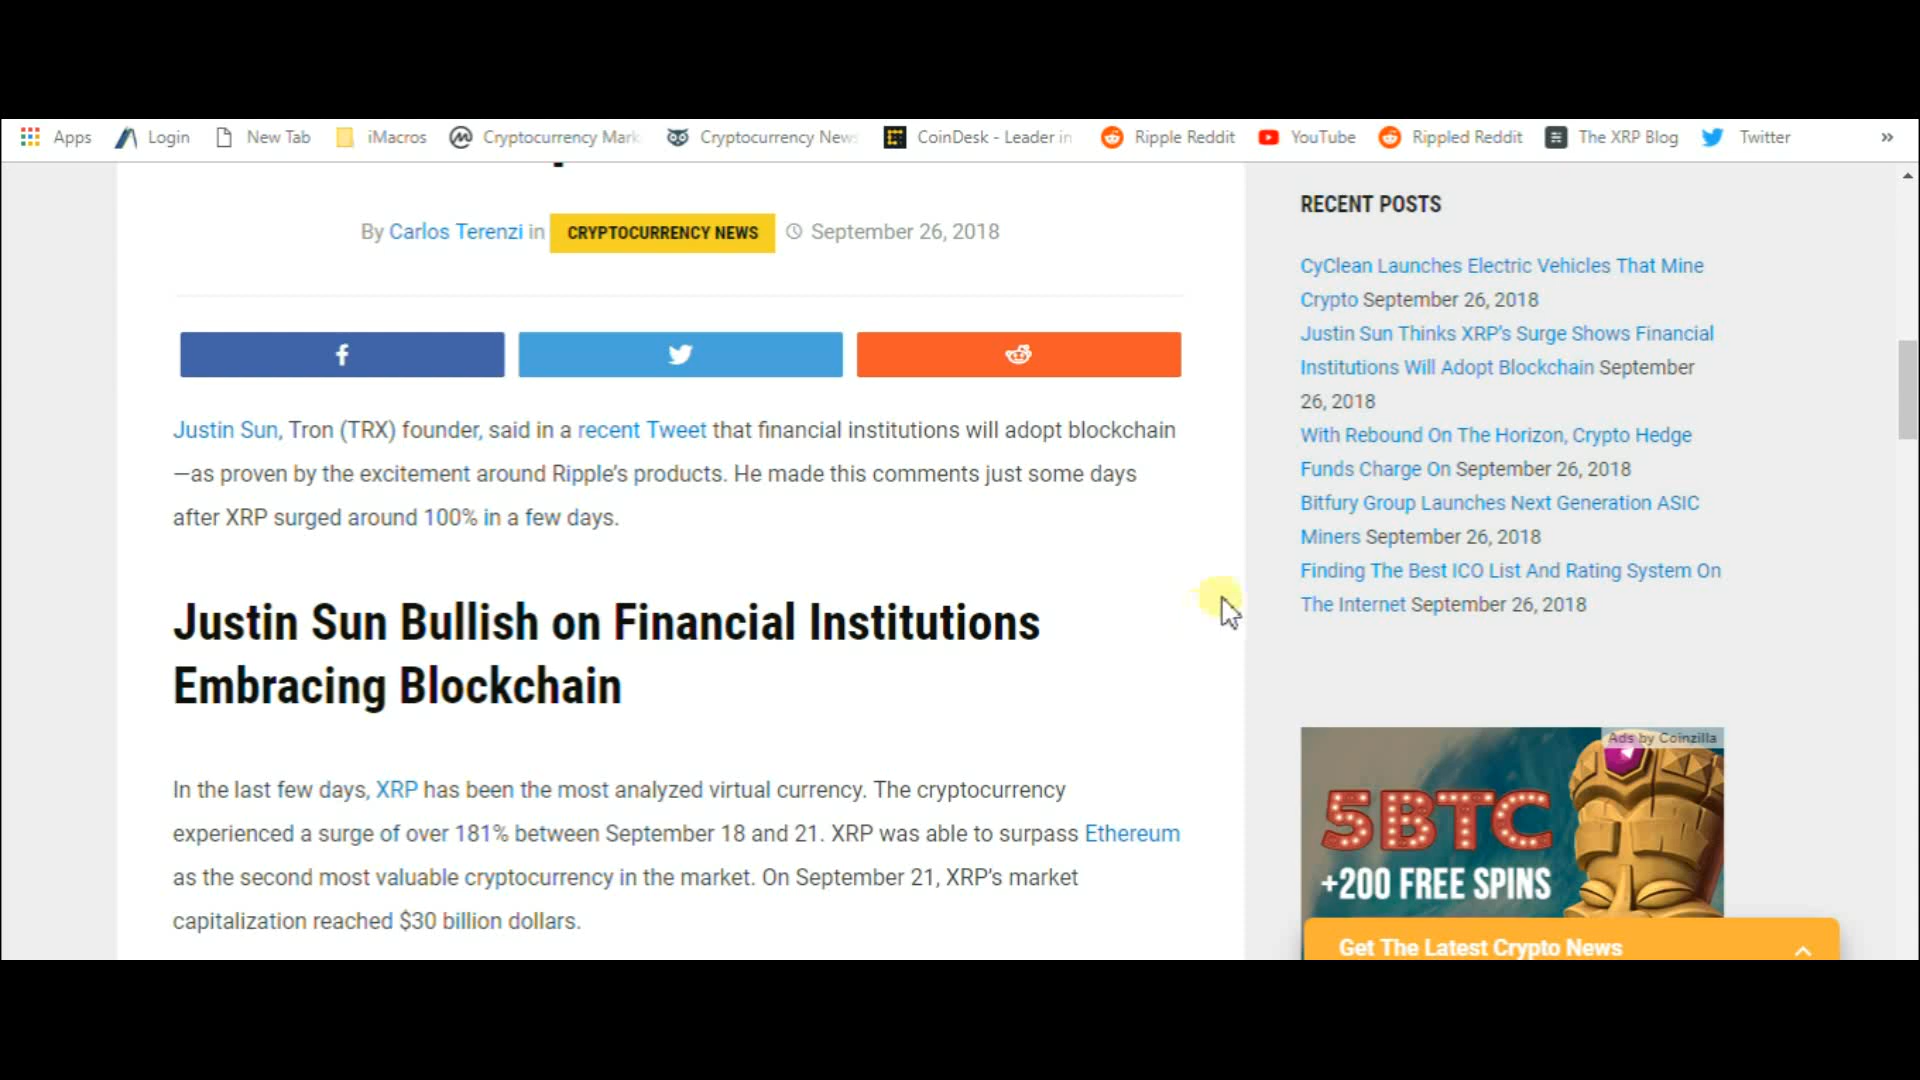 Apps Login New Tab iMacros Cryptocurrency Mark Cryptocurrency News CoinDesk - Leader in Ripple Reddit YouTube Rippled Reddit The XRP Blog Twitter »
By Carlos Terenzi in CRYPTOCURRENCY NEWS September 26, 2018
Justin Sun, Tron (TRX) founder, said in a recent Tweet that financial institutions will adopt blockchain
—as proven by the excitement around Ripple's products. He made this comments just some days
after XRP surged around 100% in a few days.
Justin Sun Bullish on Financial Institutions
Embracing Blockchain
In the last few days, XRP has been the most analyzed virtual currency. The cryptocurrency
experienced a surge of over 181% between September 18 and 21. XRP was able to surpass Ethereum
as the second most valuable cryptocurrency in the market. On September 21, XRP's market
capitalization reached $30 billion dollars.
RECENT POSTS
CyClean Launches Electric Vehicles That Mine
Crypto September 26, 2018
Justin Sun Thinks XRP's Surge Shows Financial
Institutions Will Adopt Blockchain September
26, 2018
With Rebound On The Horizon, Crypto Hedge
Funds Charge On September 26, 2018
Bitfury Group Launches Next Generation ASIC
Miners September 26, 2018
Finding The Best ICO List And Rating System On
The Internet September 26, 2018
Ads by Coinzilla
5BTC
+200 FREE SPINS
Get The Latest Crypto News